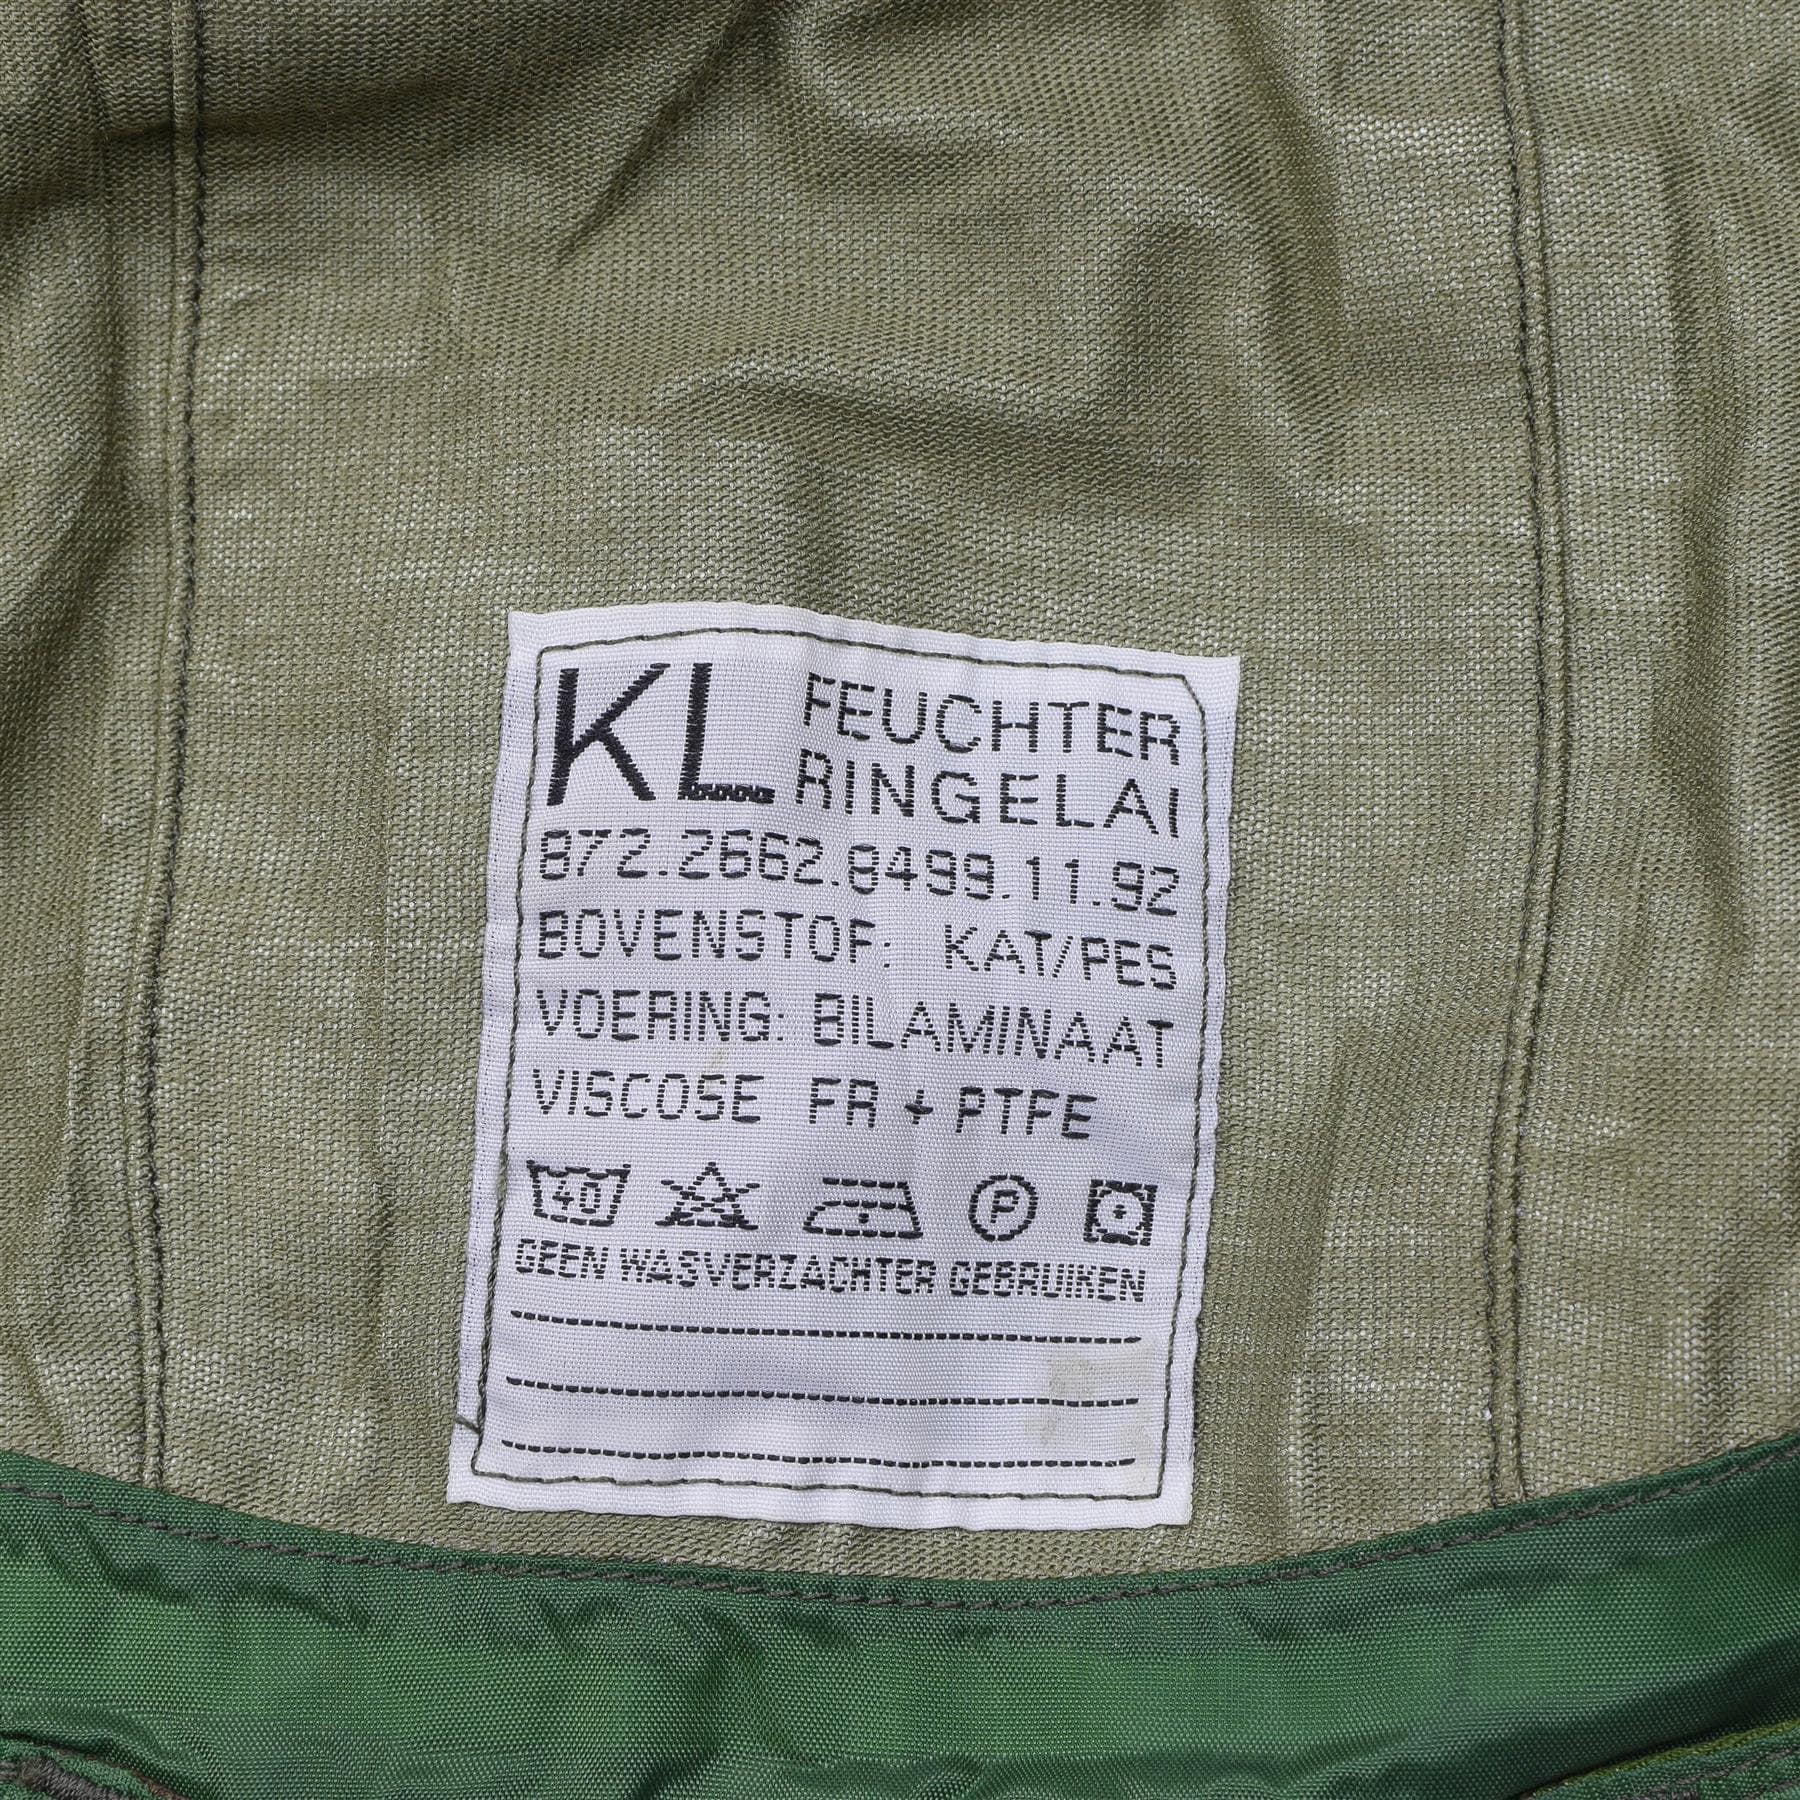 KL FEUCHTER
RINGELAI
872.2662.8499.11.92
BOVENSTOF: KAT/PES
VOERING: BILAMINAAT
VISCOSE FR + PTFE
40 P
GEEN WASVERZACHTER GEBRUIKEN